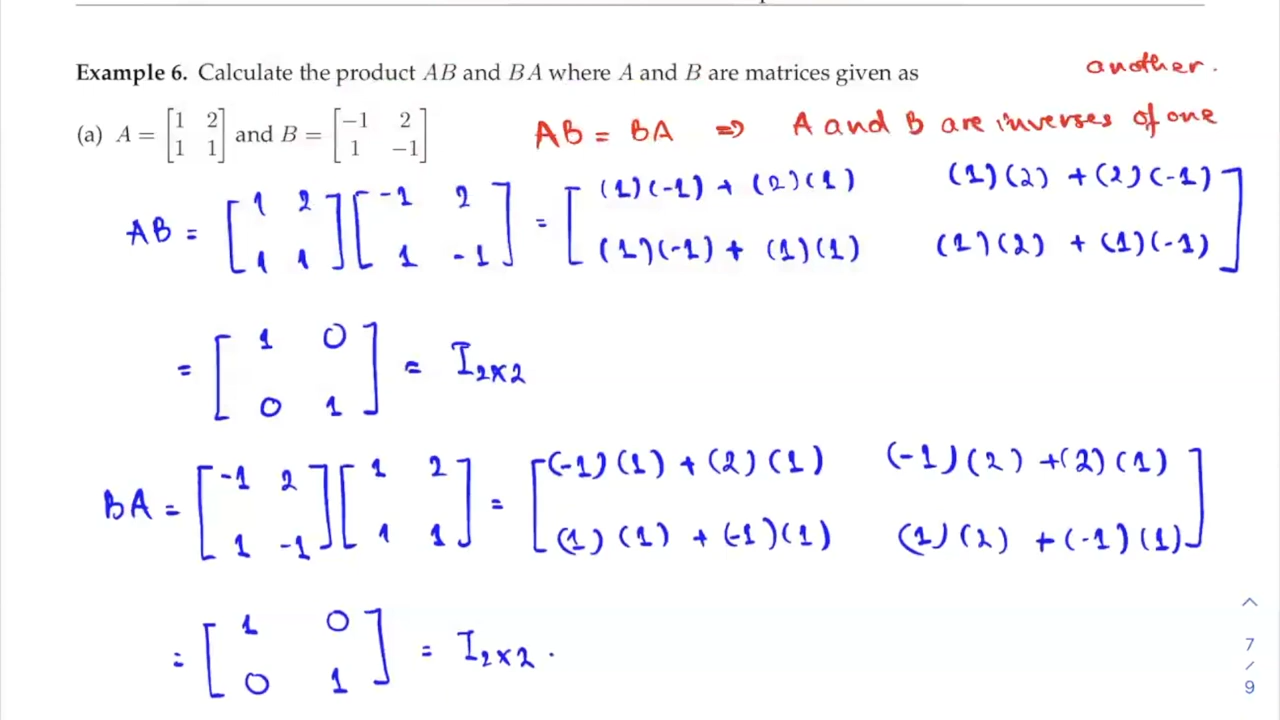 Example 6. Calculate the product AB and BA where A and B are matrices given as
another.
(a) A = [1 2; 1 1] and B = [−1 2; 1 −1]
AB = BA ⇒ A and B are inverses of one
AB = [1 2; 1 1] [-1 2; 1 -1] = [(1)(-1) + (2)(1) (1)(2) + (2)(-1); (1)(-1) + (1)(1) (1)(2) + (1)(-1)]
= [1 0; 0 1] = I2×2
BA = [-1 2; 1 -1] [1 2; 1 1] = [(-1)(1) + (2)(1) (-1)(2) + (2)(1); (1)(1) + (-1)(1) (1)(2) + (-1)(1)]
= [1 0; 0 1] = I2×2.
7
/
9